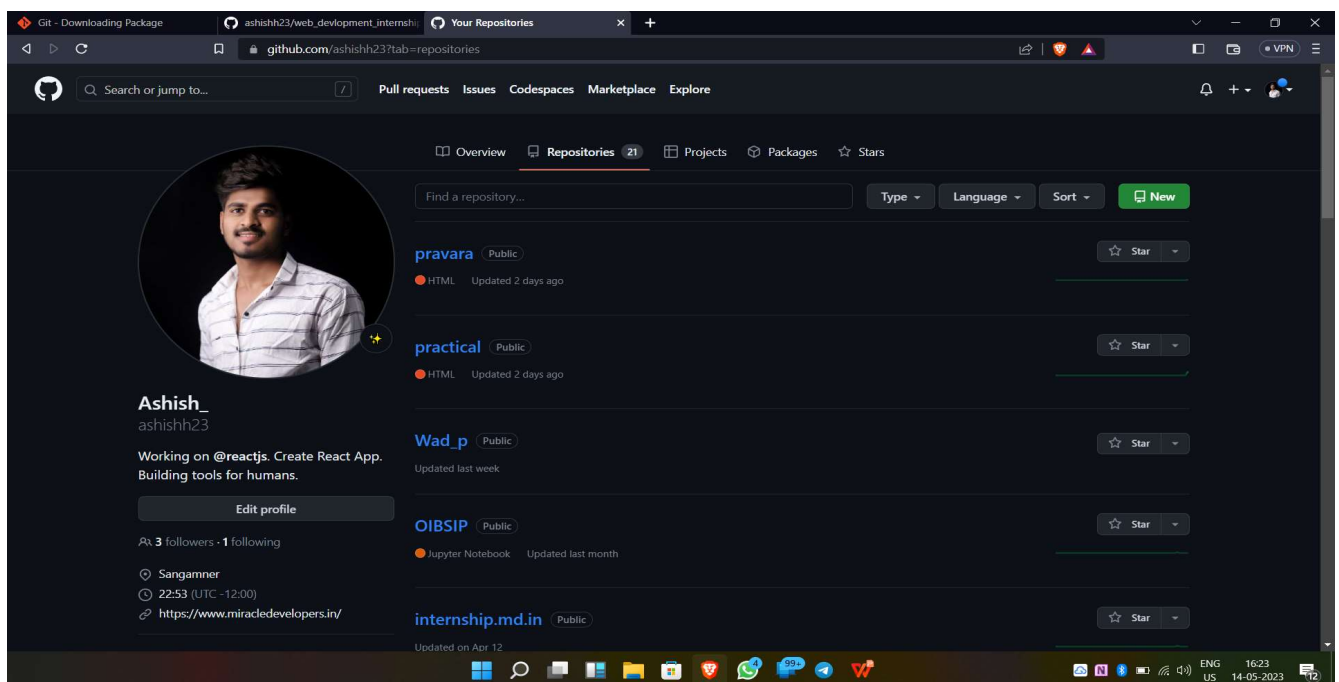 Git - Downloading Package
ashishh23/web_devlopment_internshi
Your Repositories
github.com/ashishh23?tab=repositories
VPN
Search or jump to...
/
Pull requests Issues Codespaces Marketplace Explore
Overview Repositories 21 Projects Packages Stars
Find a repository...
Type Language Sort New
pravara Public
Star
HTML Updated 2 days ago
practical Public
Star
HTML Updated 2 days ago
Ashish_
ashishh23
Working on @reactjs. Create React App.
Building tools for humans.
Edit profile
3 followers · 1 following
Sangamner
22:53 (UTC -12:00)
https://www.miracledevelopers.in/
Wad_p Public
Star
Updated last week
OIBSIP Public
Star
Jupyter Notebook Updated last month
internship.md.in Public
Star
Updated on Apr 12
4
99+
N
ENG
US
16:23
14-05-2023
12